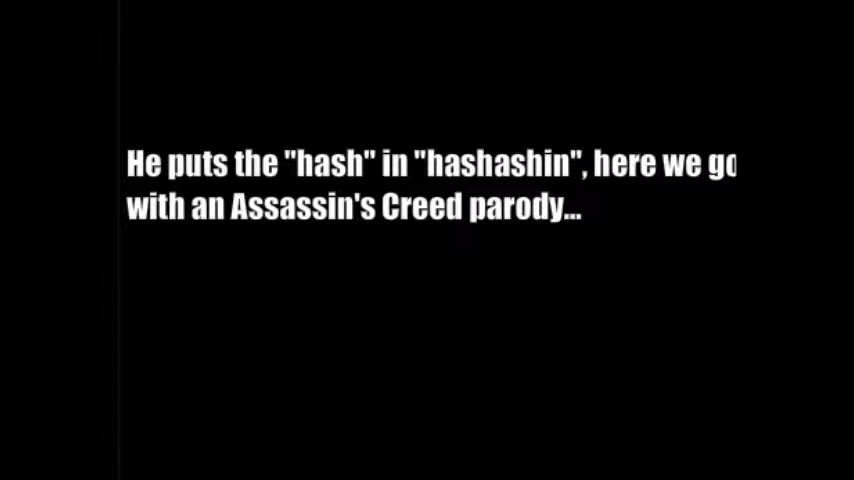 He puts the "hash" in "hashashin", here we go
with an Assassin's Creed parody...